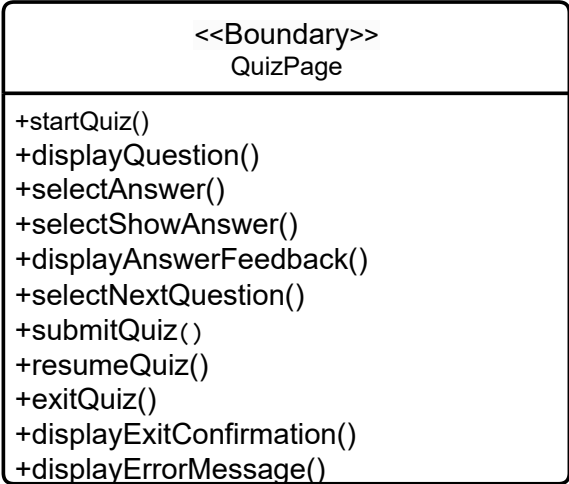 <<Boundary>>
QuizPage
+startQuiz()
+displayQuestion()
+selectAnswer()
+selectShowAnswer()
+displayAnswerFeedback()
+selectNextQuestion()
+submitQuiz()
+resumeQuiz()
+exitQuiz()
+displayExitConfirmation()
+displayErrorMessage()